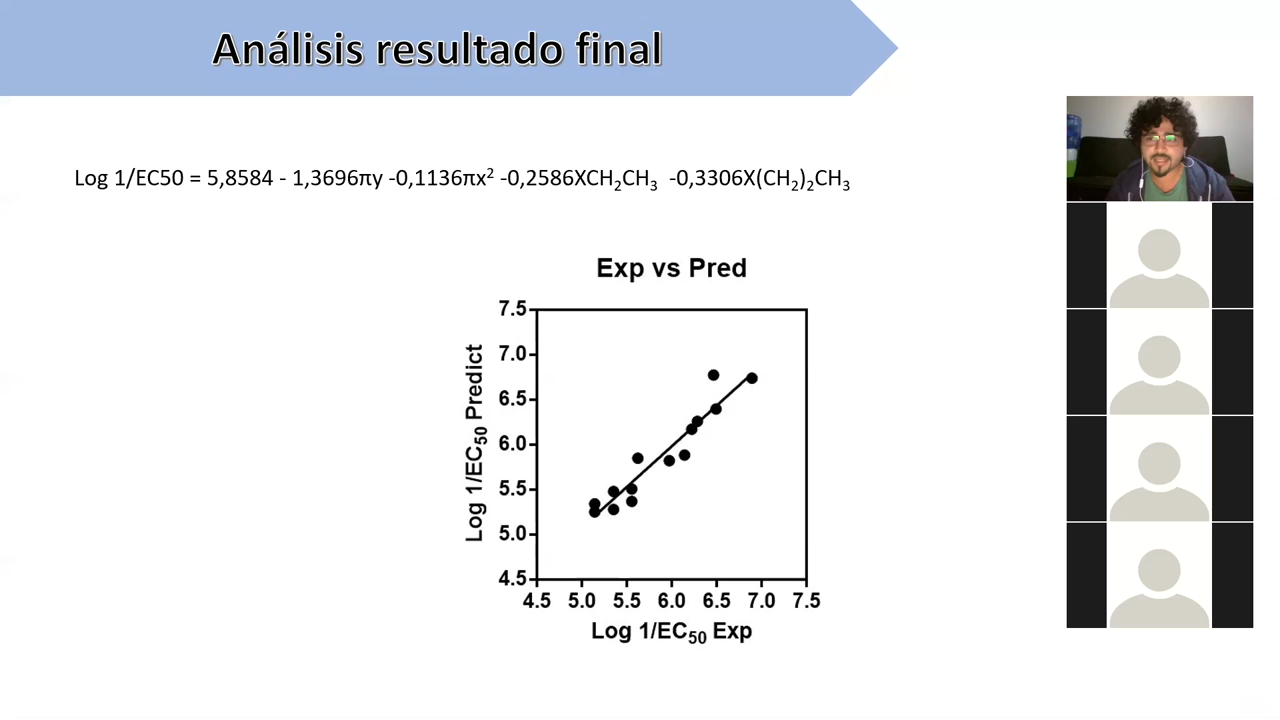 Análisis resultado final
Log 1/EC50 = 5,8584 - 1,3696πy -0,1136πx² -0,2586XCH₂CH₃ -0,3306X(CH₂)₂CH₃
Exp vs Pred
Log 1/EC₅₀ Predict
7.5
7.0
6.5
6.0
5.5
5.0
4.5
4.5 5.0 5.5 6.0 6.5 7.0 7.5
Log 1/EC₅₀ Exp